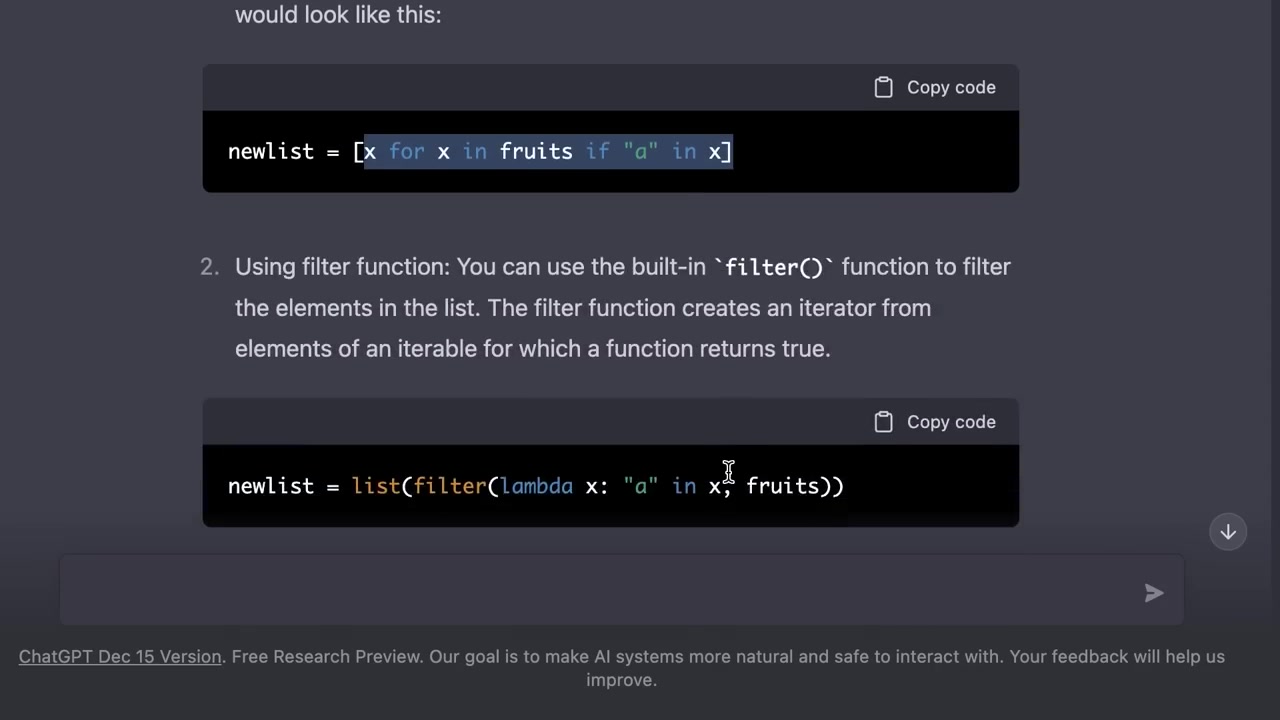 would look like this:
Copy code
newlist = [x for x in fruits if "a" in x]
2. Using filter function: You can use the built-in `filter()` function to filter
the elements in the list. The filter function creates an iterator from
elements of an iterable for which a function returns true.
Copy code
newlist = list(filter(lambda x: "a" in x, fruits))
ChatGPT Dec 15 Version. Free Research Preview. Our goal is to make AI systems more natural and safe to interact with. Your feedback will help us
improve.